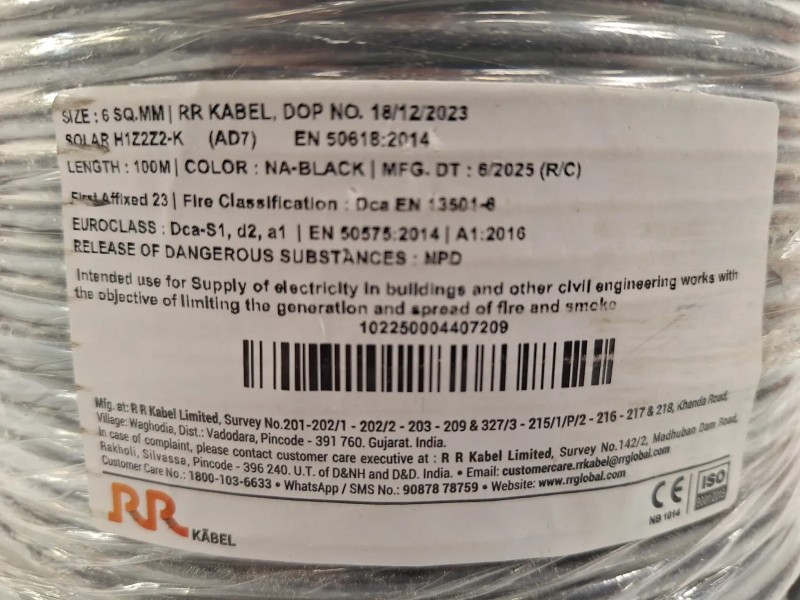 SIZE : 6 SQ.MM | RR KABEL, DOP NO. 18/12/2023
SOLAR H1Z2Z2-K (AD7) EN 50618:2014
LENGTH : 100M | COLOR : NA-BLACK | MFG. DT : 6/2025 (R/C)
First Affixed 23 | Fire Classification : Dca EN 13501-6
EUROCLASS : Dca-S1, d2, a1 | EN 50575:2014 | A1:2016
RELEASE OF DANGEROUS SUBSTANCES : NPD
Intended use for Supply of electricity in buildings and other civil engineering works with
the objective of limiting the generation and spread of fire and smoke
102250004407209
Mfg. at: R R Kabel Limited, Survey No.201-202/1 - 202/2 - 203 - 209 & 327/3 - 215/1/P/2 - 216 - 217 & 218, Khanda Road,
Village: Waghodia, Dist.: Vadodara, Pincode - 391 760. Gujarat. India.
In case of complaint, please contact customer care executive at : R R Kabel Limited, Survey No.142/2, Madhuban Dam Road,
Rakholi, Silvassa, Pincode - 396 240. U.T. of D&NH and D&D. India. • Email: customercare.rrkabel@rrglobal.com
Customer Care No.: 1800-103-6633 • WhatsApp / SMS No.: 90878 78759 • Website: www.rrglobal.com
RR KABEL
CE
NB 1014
ISO